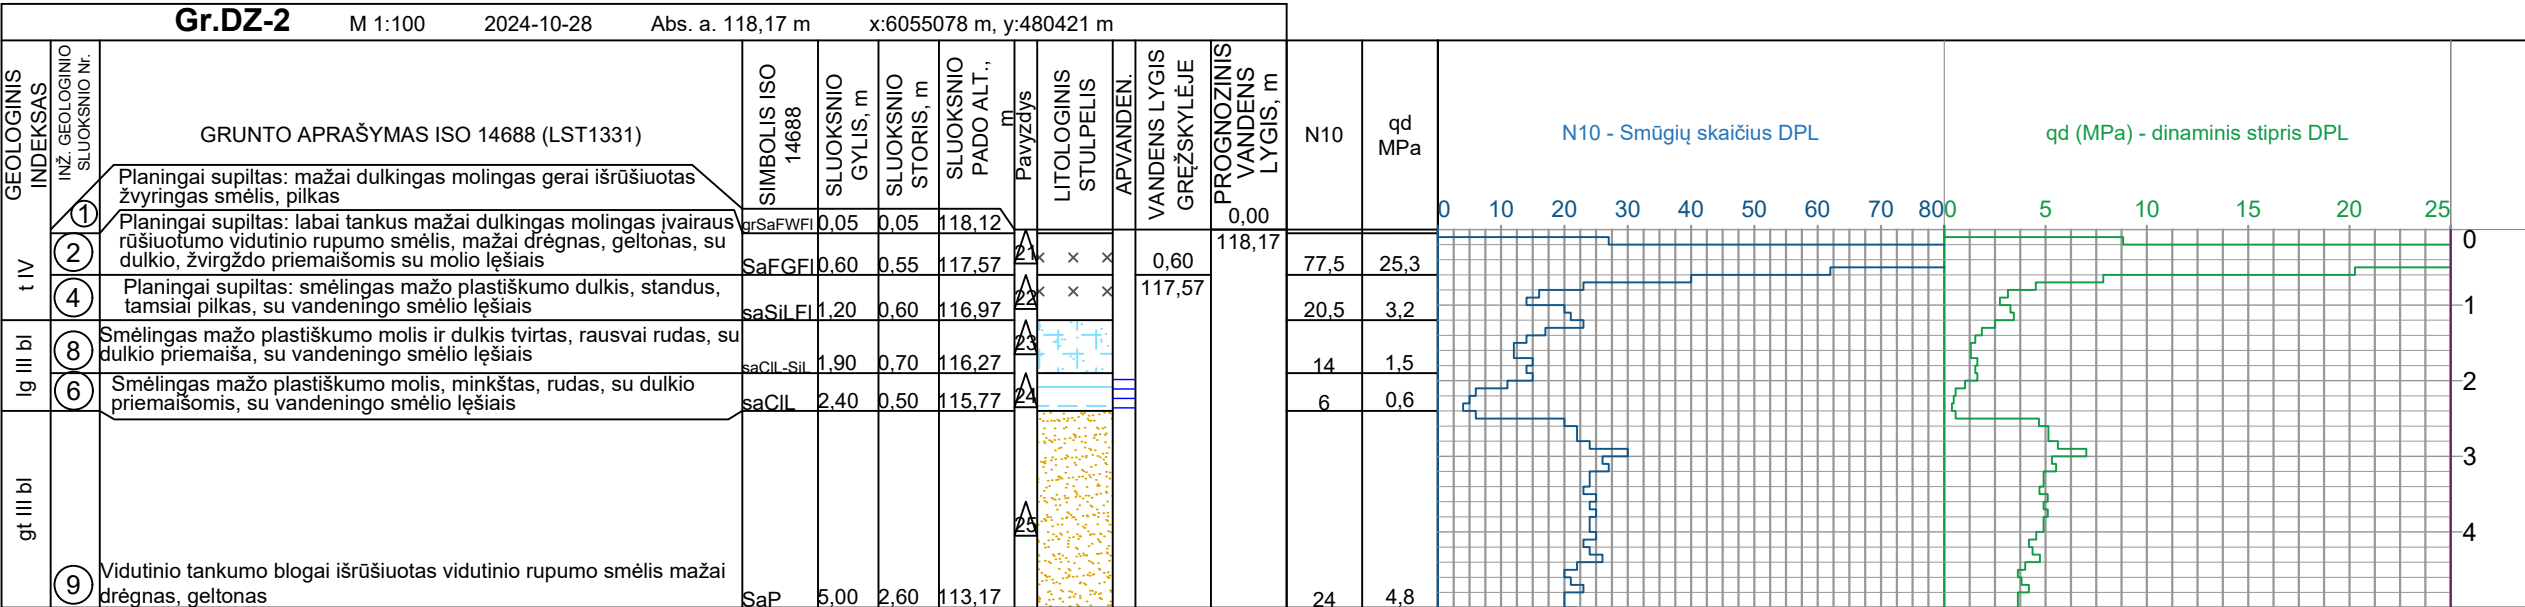 Gr.DZ-2 M 1:100 2024-10-28 Abs. a. 118,17 m x:6055078 m, y:480421 m
GEOLOGINIS
INDEKSAS
INŽ. GEOLOGINIO
SLUOKSNIO Nr.
GRUNTO APRAŠYMAS ISO 14688 (LST1331)
SIMBOLIS ISO
14688
SLUOKSNIO
GYLIS, m
SLUOKSNIO
STORIS, m
SLUOKSNIO
PADO ALT.,
m
Pavyzdys
LITOLOGINIS
STULPELIS
APVANDEN.
VANDENS LYGIS
GRĘŽSKYLĖJE
PROGNOZINIS
VANDENS
LYGIS, m
N10
qd
MPa
N10 - Smūgių skaičius DPL
qd (MPa) - dinaminis stipris DPL
0 10 20 30 40 50 60 70 80
0 5 10 15 20 25
Planingai supiltas: mažai dulkingas molingas gerai išrūšiuotas
žvyringas smėlis, pilkas
1
grSaFWFl 0,05 0,05 118,12
0,00
118,17
t IV
Planingai supiltas: labai tankus mažai dulkingas molingas įvairaus
rūšiuotumo vidutinio rupumo smėlis, mažai drėgnas, geltonas, su
dulkio, žvirgždo priemaišomis su molio lęšiais
2
SaFGFl 0,60 0,55 117,57 21 0,60 77,5 25,3
117,57
Planingai supiltas: smėlingas mažo plastiškumo dulkis, standus,
tamsiai pilkas, su vandeningo smėlio lęšiais
4
saSiLFl 1,20 0,60 116,97 22 20,5 3,2
lg III bl
Smėlingas mažo plastiškumo molis ir dulkis tvirtas, rausvai rudas, su
dulkio priemaiša, su vandeningo smėlio lęšiais
8
saClL-SiL 1,90 0,70 116,27 23 14 1,5
Smėlingas mažo plastiškumo molis, minkštas, rudas, su dulkio
priemaišomis, su vandeningo smėlio lęšiais
6
saClL 2,40 0,50 115,77 24 6 0,6
gt III bl
25
Vidutinio tankumo blogai išrūšiuotas vidutinio rupumo smėlis mažai
drėgnas, geltonas
9
SaP 5,00 2,60 113,17 24 4,8
0
1
2
3
4